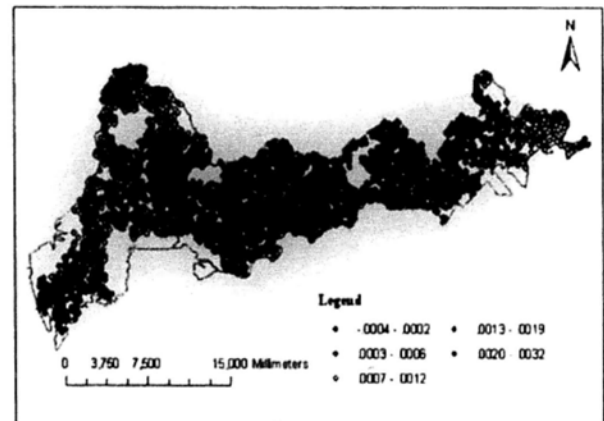 N
Legend
-.0004 - .0002
.0003 - .0006
.0007 - .0012
.0013 - .0019
.0020 - .0032
0 3,750 7,500 15,000 Millimeters